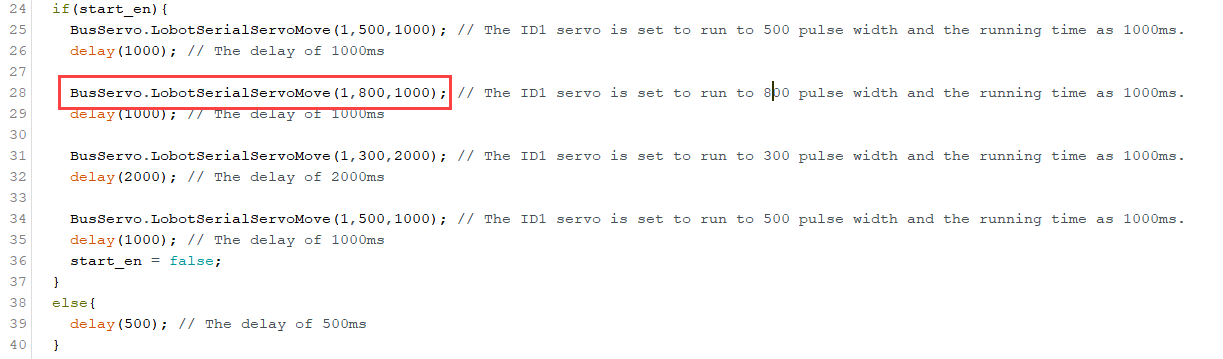 24 if(start_en){
25 BusServo.LobotSerialServoMove(1,500,1000); // The ID1 servo is set to run to 500 pulse width and the running time as 1000ms.
26 delay(1000); // The delay of 1000ms
27
28 BusServo.LobotSerialServoMove(1,800,1000); // The ID1 servo is set to run to 800 pulse width and the running time as 1000ms.
29 delay(1000); // The delay of 1000ms
30
31 BusServo.LobotSerialServoMove(1,300,2000); // The ID1 servo is set to run to 300 pulse width and the running time as 1000ms.
32 delay(2000); // The delay of 2000ms
33
34 BusServo.LobotSerialServoMove(1,500,1000); // The ID1 servo is set to run to 500 pulse width and the running time as 1000ms.
35 delay(1000); // The delay of 1000ms
36 start_en = false;
37 }
38 else{
39 delay(500); // The delay of 500ms
40 }